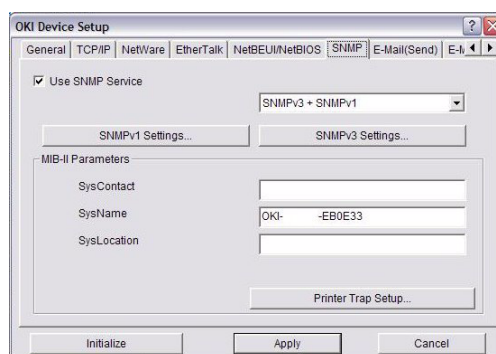 OKI Device Setup
General TCP/IP NetWare EtherTalk NetBEUI/NetBIOS SNMP E-Mail(Send)
Use SNMP Service
SNMPv3 + SNMPv1
SNMPv1 Settings... SNMPv3 Settings...
MIB-II Parameters
SysContact
SysName OKI- -EB0E33
SysLocation
Printer Trap Setup...
Initialize Apply Cancel